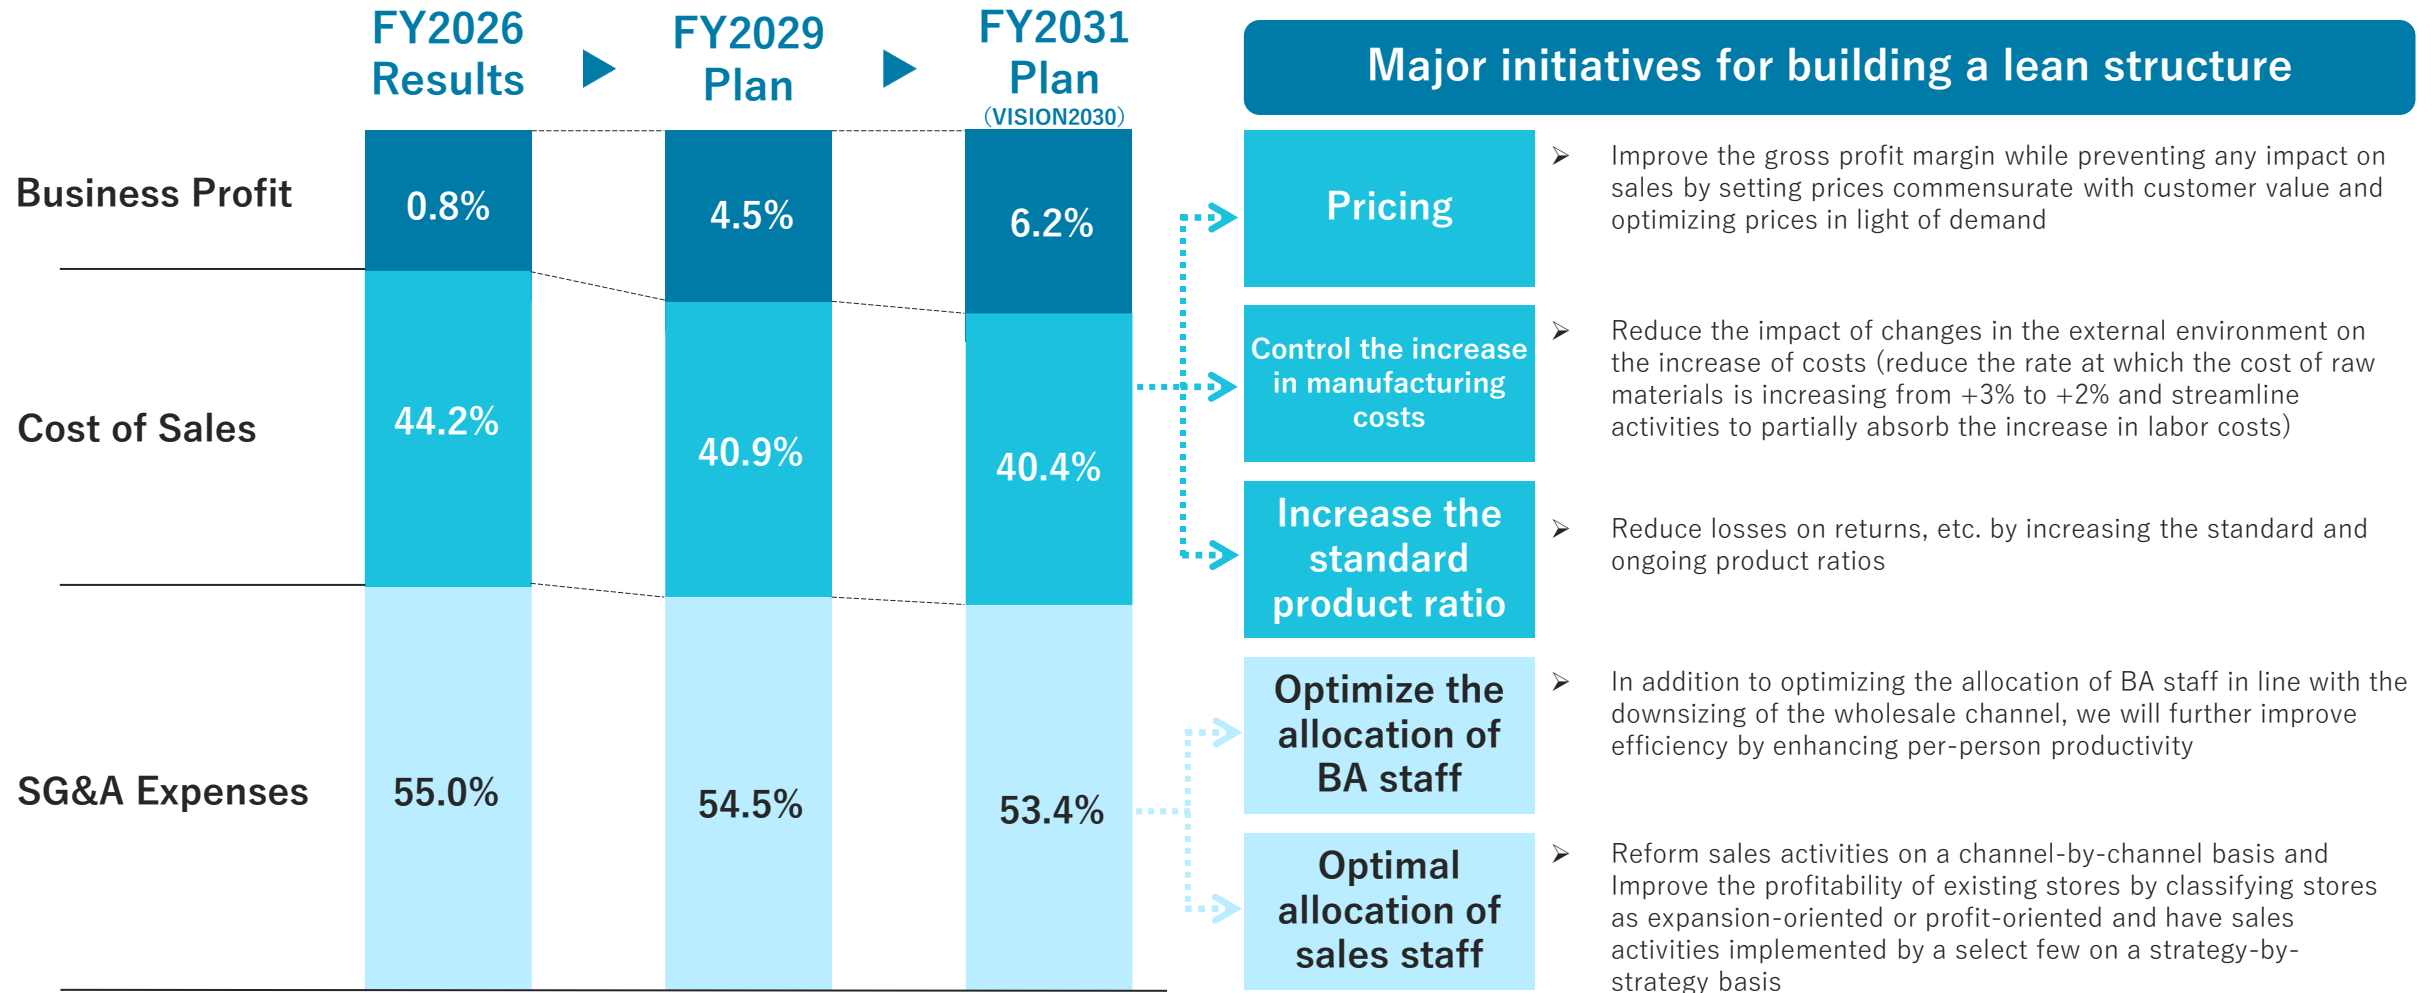 FY2026
Results
FY2029
Plan
FY2031
Plan
（VISION2030）
Business Profit
0.8%
4.5%
6.2%
Cost of Sales
44.2%
40.9%
40.4%
SG&A Expenses
55.0%
54.5%
53.4%
Major initiatives for building a lean structure
Pricing
➢ Improve the gross profit margin while preventing any impact on
sales by setting prices commensurate with customer value and
optimizing prices in light of demand
Control the increase
in manufacturing
costs
➢ Reduce the impact of changes in the external environment on
the increase of costs (reduce the rate at which the cost of raw
materials is increasing from +3% to +2% and streamline
activities to partially absorb the increase in labor costs)
Increase the
standard
product ratio
➢ Reduce losses on returns, etc. by increasing the standard and
ongoing product ratios
Optimize the
allocation of
BA staff
➢ In addition to optimizing the allocation of BA staff in line with the
downsizing of the wholesale channel, we will further improve
efficiency by enhancing per-person productivity
Optimal
allocation of
sales staff
➢ Reform sales activities on a channel-by-channel basis and
Improve the profitability of existing stores by classifying stores
as expansion-oriented or profit-oriented and have sales
activities implemented by a select few on a strategy-by-
strategy basis